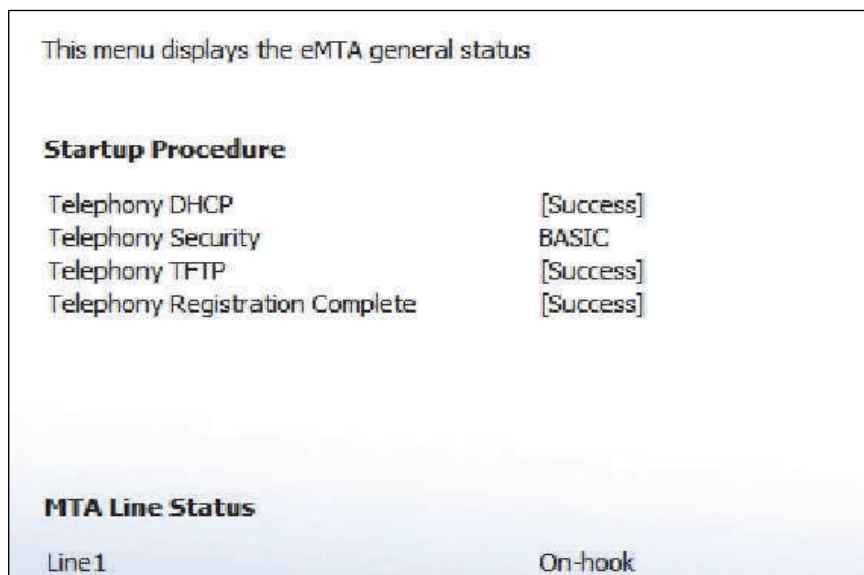 This menu displays the eMTA general status
Startup Procedure
Telephony DHCP [Success]
Telephony Security BASIC
Telephony TFTP [Success]
Telephony Registration Complete [Success]
MTA Line Status
Line1 On-hook